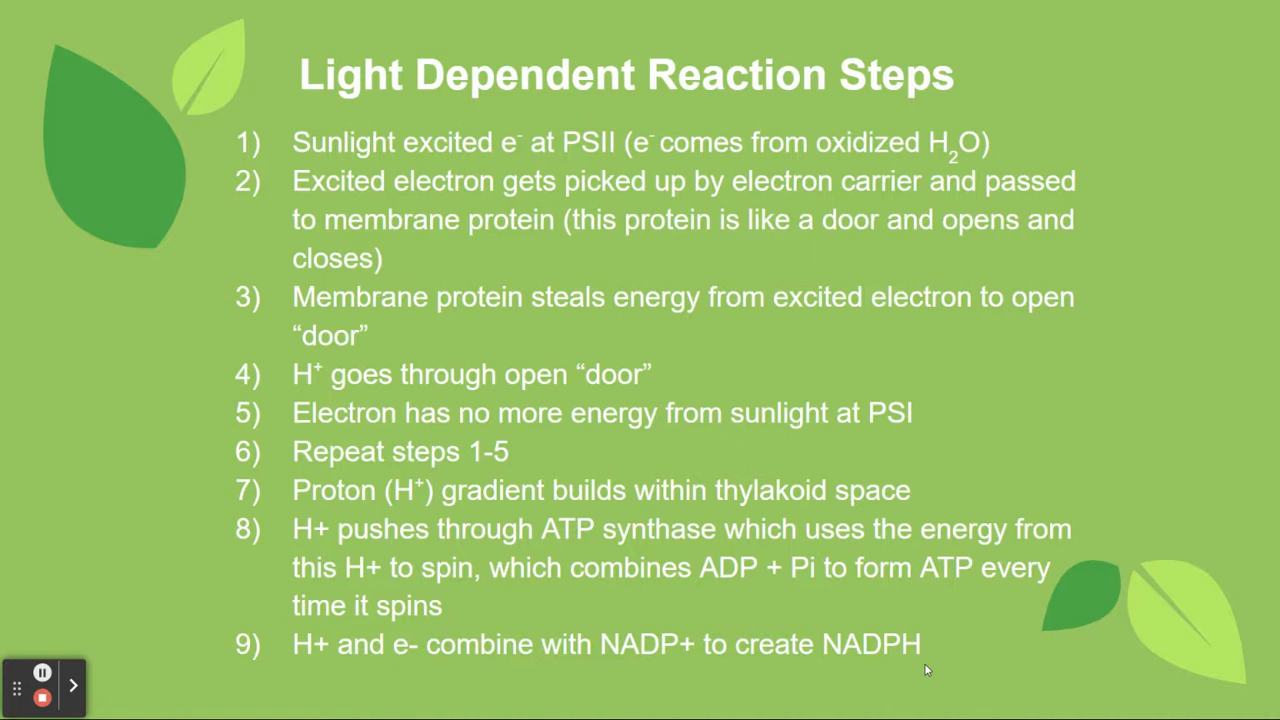 Light Dependent Reaction Steps
1) Sunlight excited e⁻ at PSII (e⁻ comes from oxidized H₂O)
2) Excited electron gets picked up by electron carrier and passed
to membrane protein (this protein is like a door and opens and
closes)
3) Membrane protein steals energy from excited electron to open
“door”
4) H⁺ goes through open “door”
5) Electron has no more energy from sunlight at PSI
6) Repeat steps 1-5
7) Proton (H⁺) gradient builds within thylakoid space
8) H+ pushes through ATP synthase which uses the energy from
this H+ to spin, which combines ADP + Pi to form ATP every
time it spins
9) H+ and e- combine with NADP+ to create NADPH